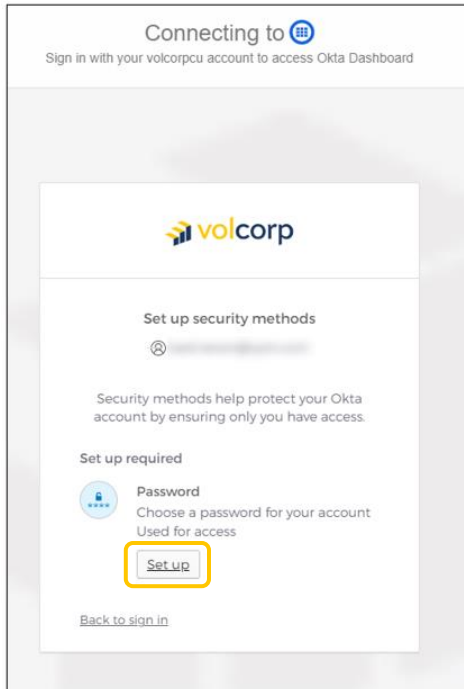 Connecting to
Sign in with your volcorpcu account to access Okta Dashboard
volcorp
Set up security methods
Security methods help protect your Okta
account by ensuring only you have access.
Set up required
Password
Choose a password for your account
Used for access
Set up
Back to sign in